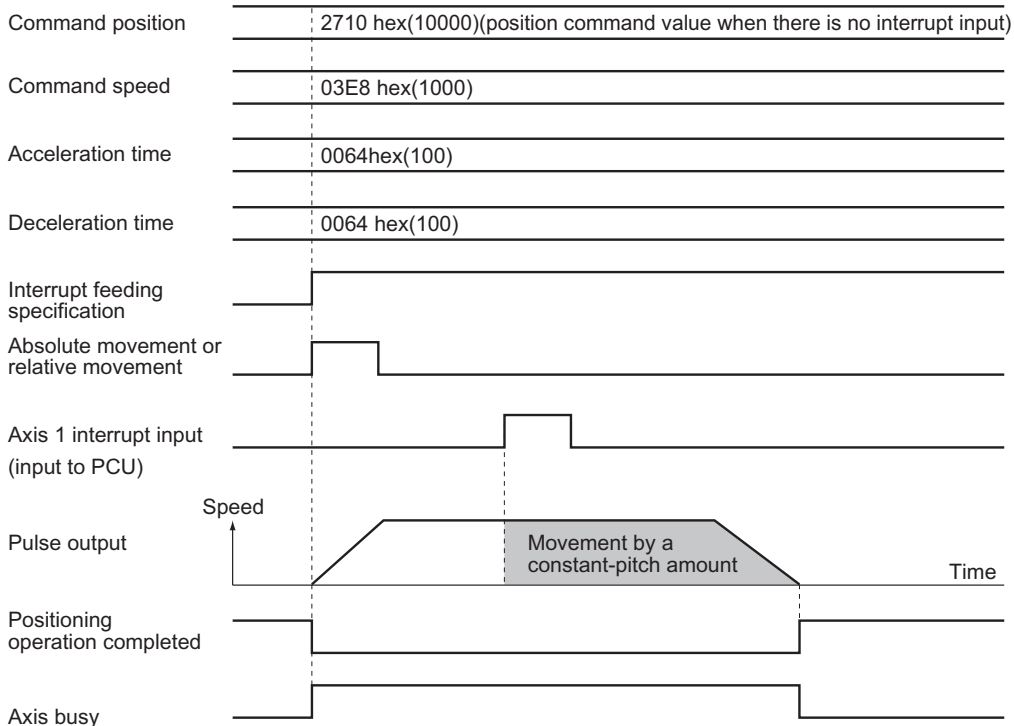 Command position
2710 hex(10000)(position command value when there is no interrupt input)
Command speed
03E8 hex(1000)
Acceleration time
0064hex(100)
Deceleration time
0064 hex(100)
Interrupt feeding
specification
Absolute movement or
relative movement
Axis 1 interrupt input
(input to PCU)
Speed
Pulse output
Movement by a
constant-pitch amount
Time
Positioning
operation completed
Axis busy